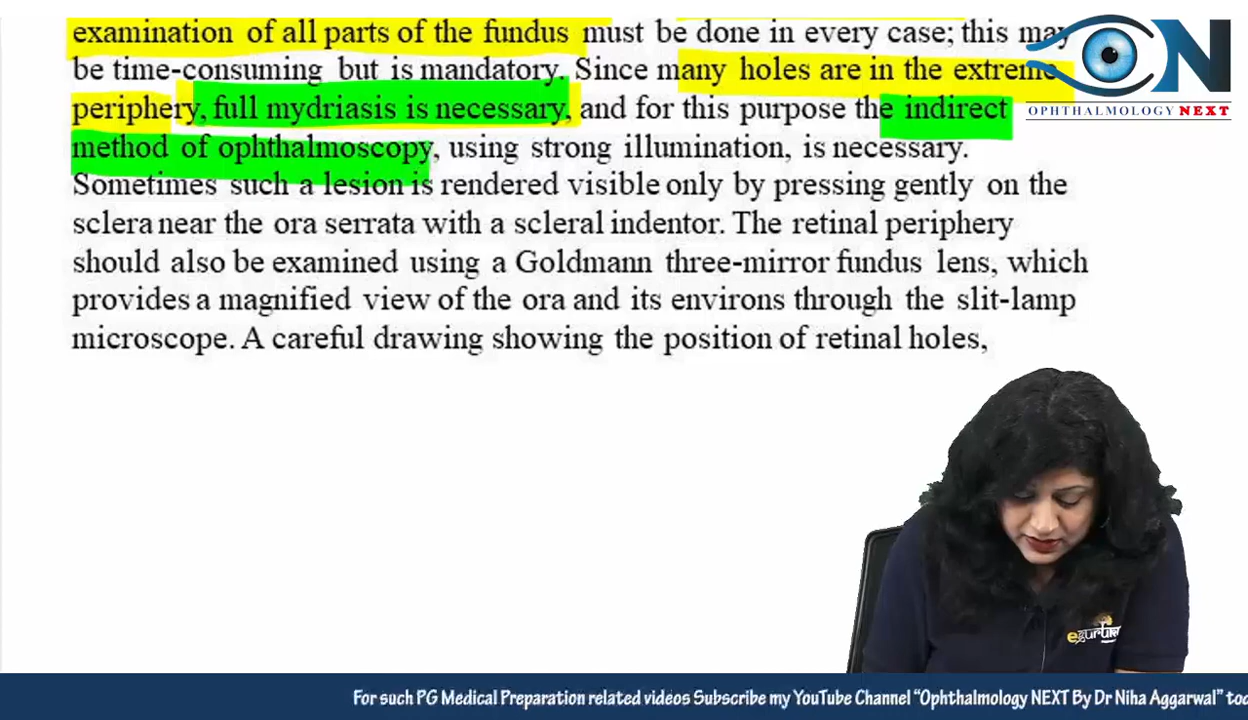 examination of all parts of the fundus must be done in every case; this may
be time-consuming but is mandatory. Since many holes are in the extreme
periphery, full mydriasis is necessary, and for this purpose the indirect
method of ophthalmoscopy, using strong illumination, is necessary.
Sometimes such a lesion is rendered visible only by pressing gently on the
sclera near the ora serrata with a scleral indentor. The retinal periphery
should also be examined using a Goldmann three-mirror fundus lens, which
provides a magnified view of the ora and its environs through the slit-lamp
microscope. A careful drawing showing the position of retinal holes,
ON
OPHTHALMOLOGY NEXT
For such PG Medical Preparation related videos Subscribe my YouTube Channel “Ophthalmology NEXT By Dr Niha Aggarwal”